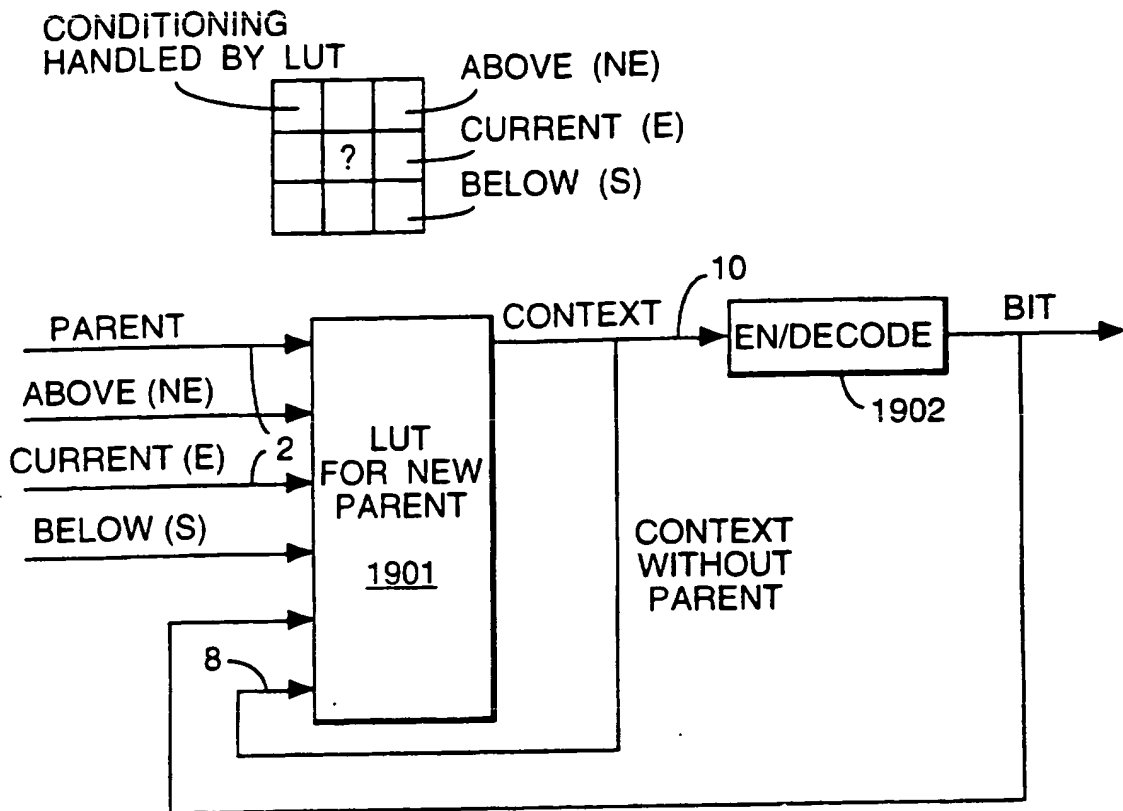 CONDITIONING
HANDLED BY LUT
ABOVE (NE)
CURRENT (E)
?
BELOW (S)
10
PARENT
CONTEXT
EN/DECODE
BIT
1902
ABOVE (NE)
2
CURRENT (E)
LUT
FOR NEW
PARENT
1901
BELOW (S)
CONTEXT
WITHOUT
PARENT
8